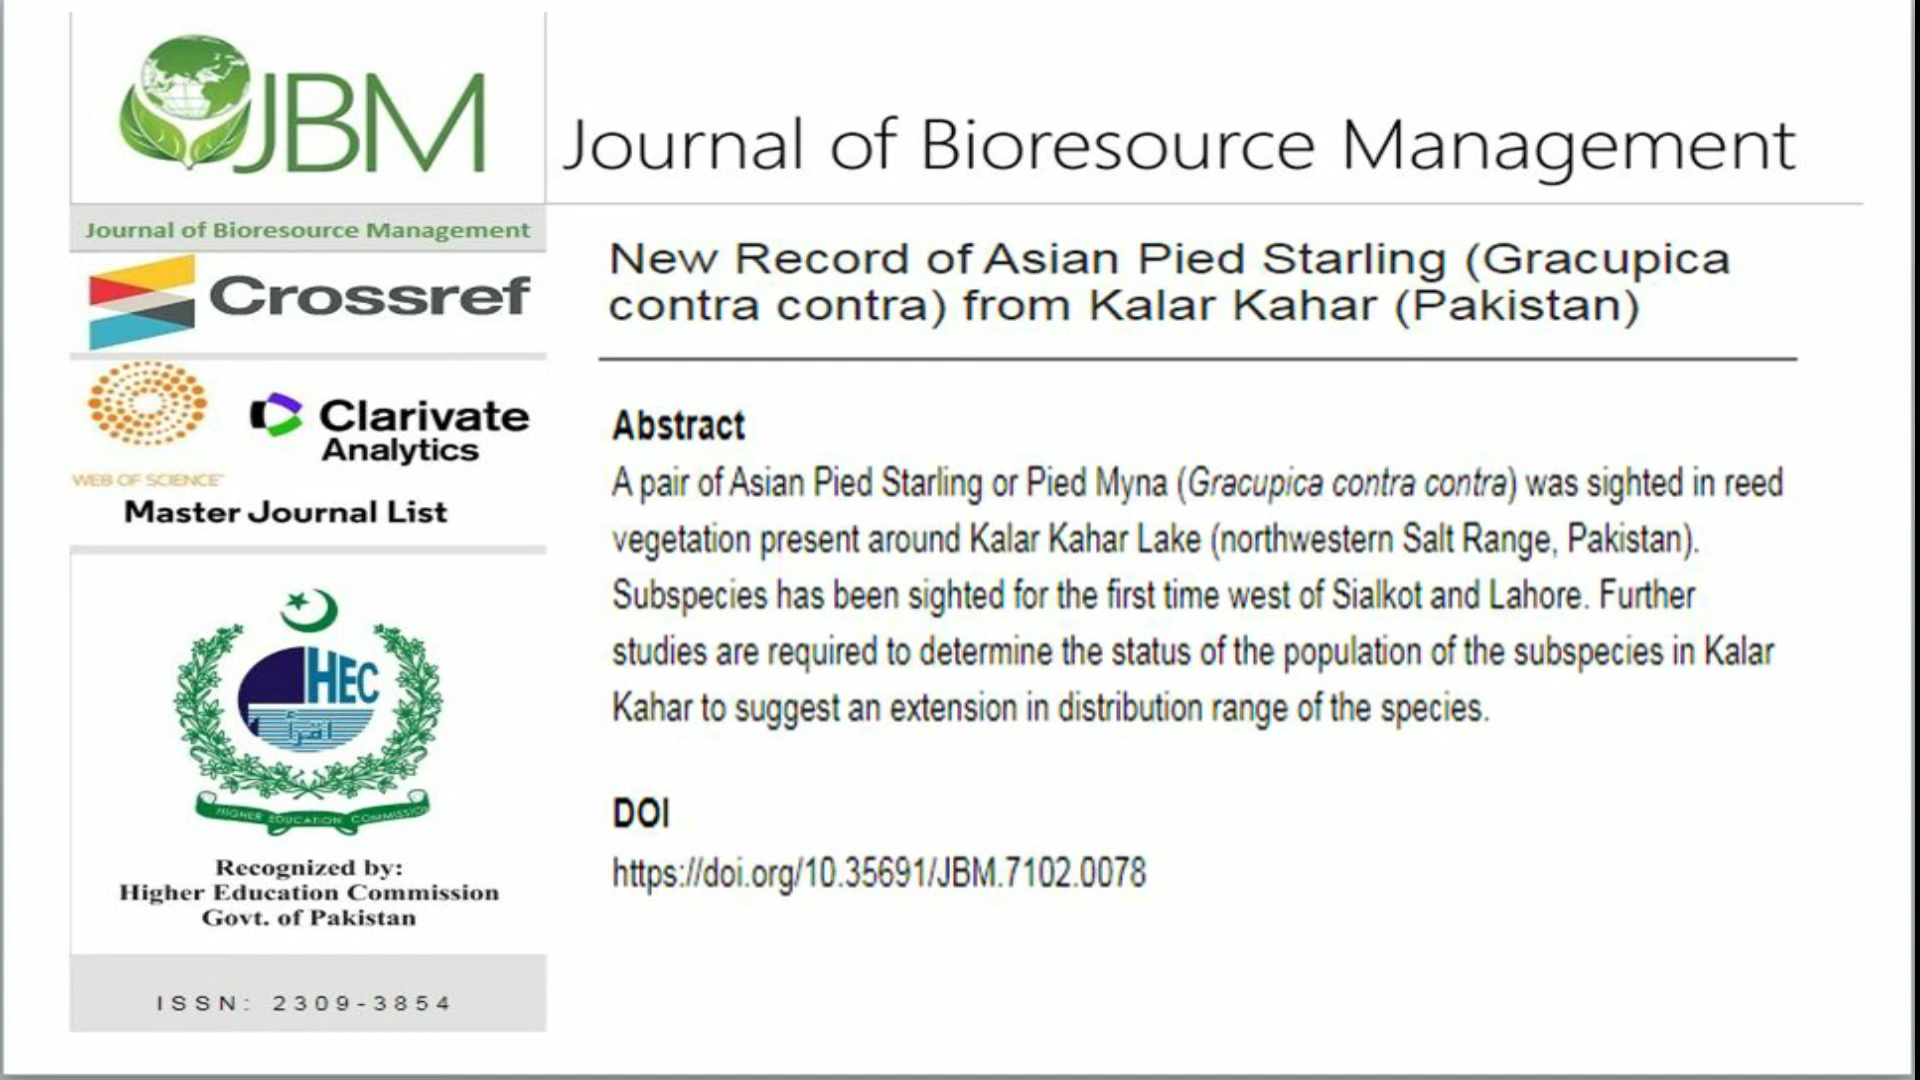 JBM
Journal of Bioresource Management
Journal of Bioresource Management
Crossref
WEB OF SCIENCE™
Clarivate
Analytics
Master Journal List
HEC
اقرأ
HIGHER EDUCATION COMMISSION
Recognized by:
Higher Education Commission
Govt. of Pakistan
ISSN: 2309-3854
New Record of Asian Pied Starling (Gracupica
contra contra) from Kalar Kahar (Pakistan)
Abstract
A pair of Asian Pied Starling or Pied Myna (Gracupica contra contra) was sighted in reed
vegetation present around Kalar Kahar Lake (northwestern Salt Range, Pakistan).
Subspecies has been sighted for the first time west of Sialkot and Lahore. Further
studies are required to determine the status of the population of the subspecies in Kalar
Kahar to suggest an extension in distribution range of the species.
DOI
https://doi.org/10.35691/JBM.7102.0078